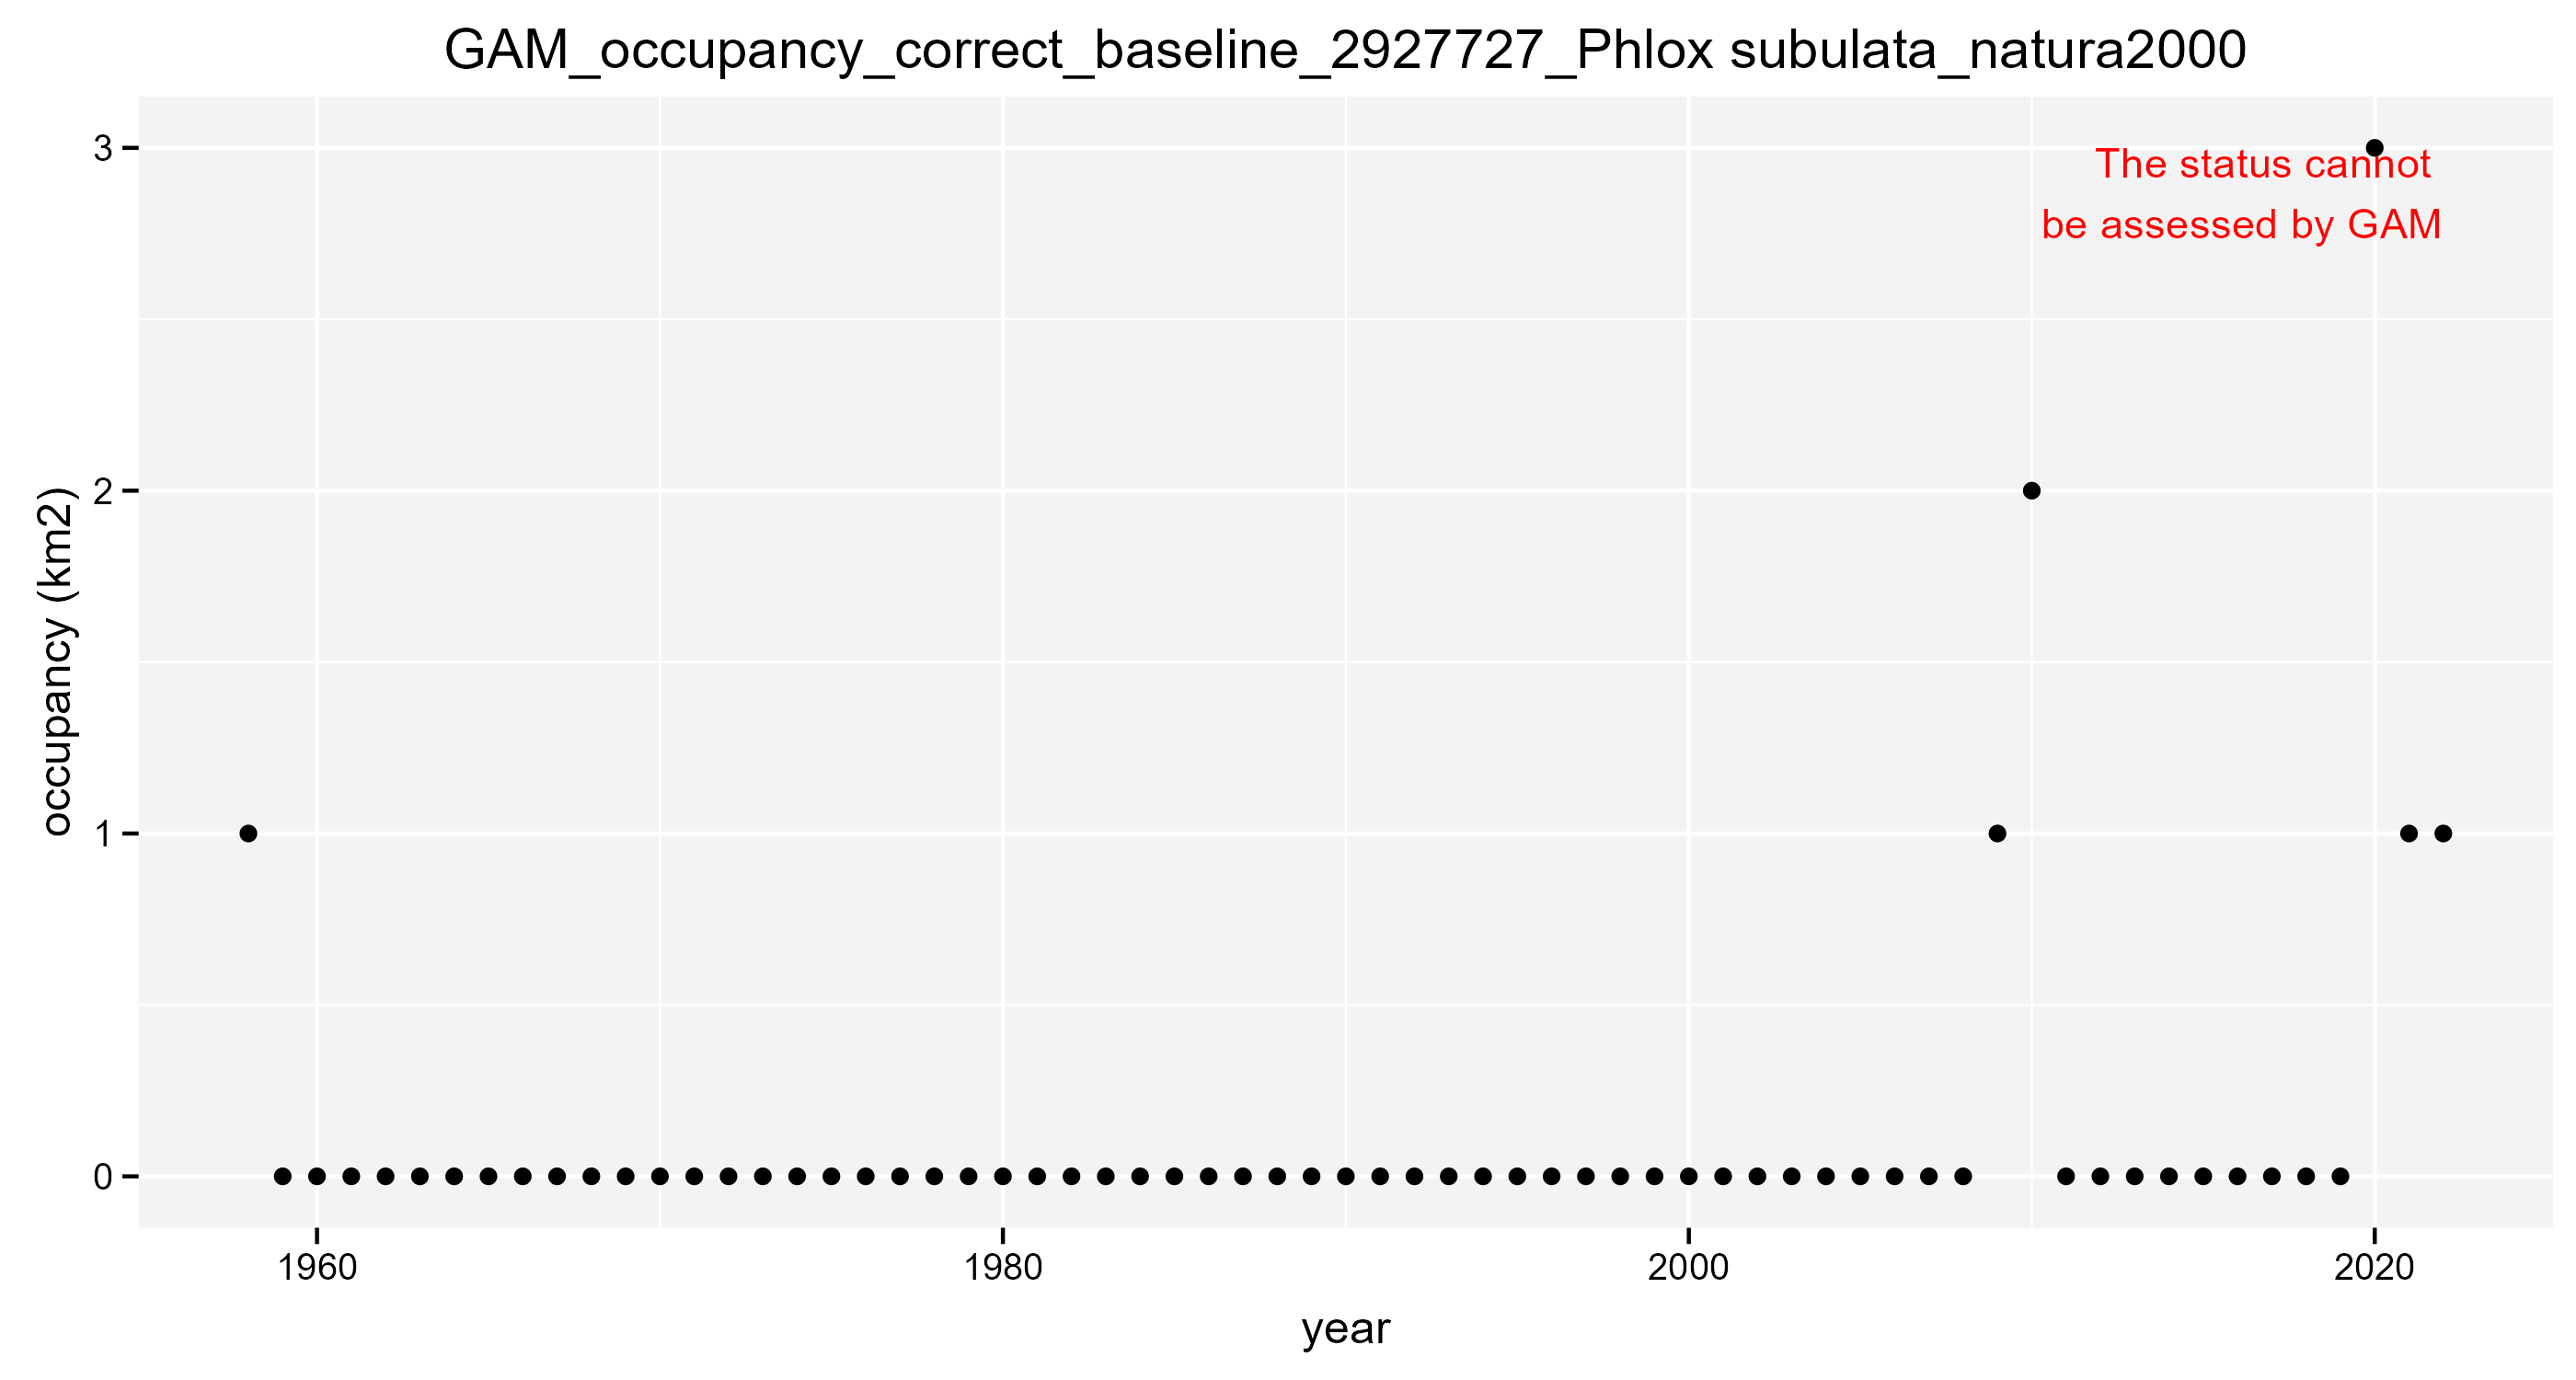 GAM_occupancy_correct_baseline_2927727_Phlox subulata_natura2000
3
The status cannot
be assessed by GAM
2
occupancy (km2)
1
0
1960 1980 2000 2020
year